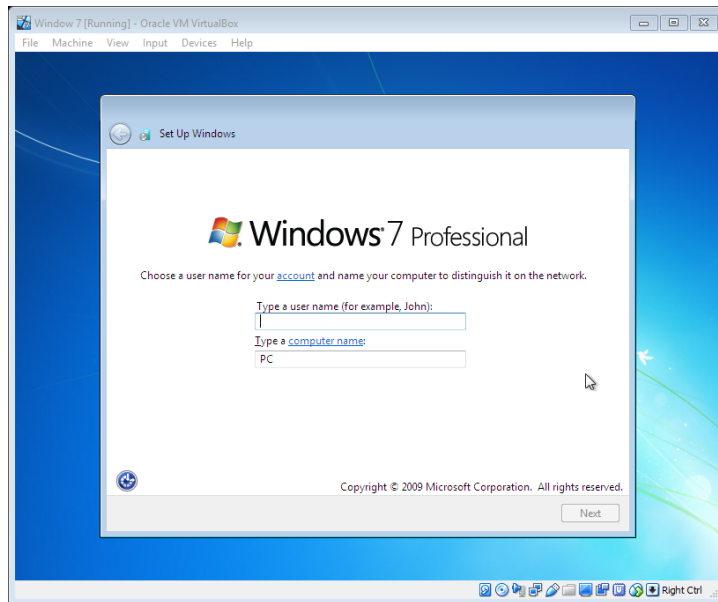 Window 7 [Running] - Oracle VM VirtualBox
File Machine View Input Devices Help
Set Up Windows
Windows 7 Professional
Choose a user name for your account and name your computer to distinguish it on the network.
Type a user name (for example, John):
Type a computer name:
PC
Copyright © 2009 Microsoft Corporation. All rights reserved.
Next
Right Ctrl